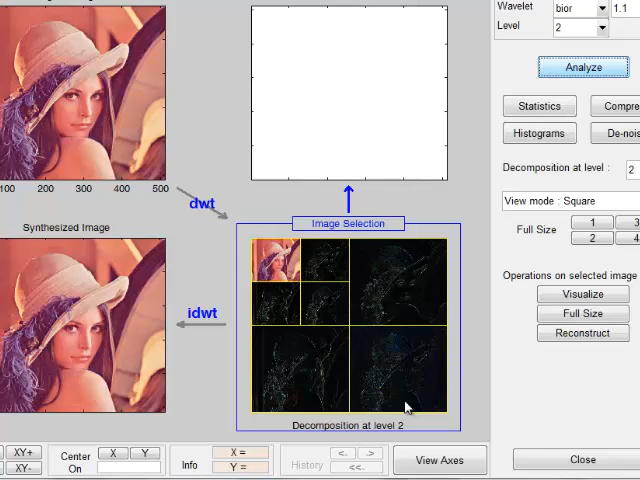 Wavelet bior 1.1
Level 2
Analyze
Statistics
Histograms De-noi
Decomposition at level : 2
View mode : Square
Full Size 1 3
2 4
100 200 300 400 500
dwt
Synthesized Image
Image Selection
Operations on selected image
Visualize
Full Size
Reconstruct
idwt
Decomposition at level 2
XY+
XY-
Center
On
X Y
Info
X =
Y =
History
<- ->
<<-
View Axes
Close